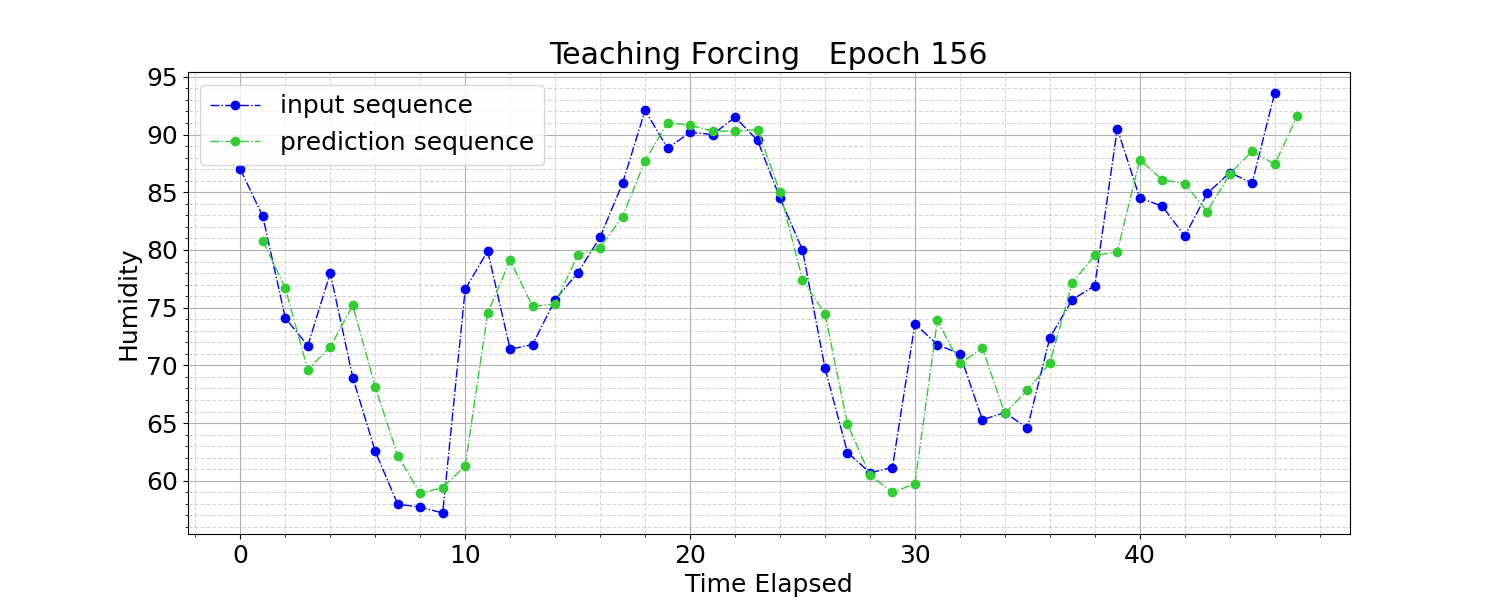 Teaching Forcing   Epoch 156
95
90
85
80
75
70
65
60
Humidity
input sequence
prediction sequence
0 10 20 30 40
Time Elapsed